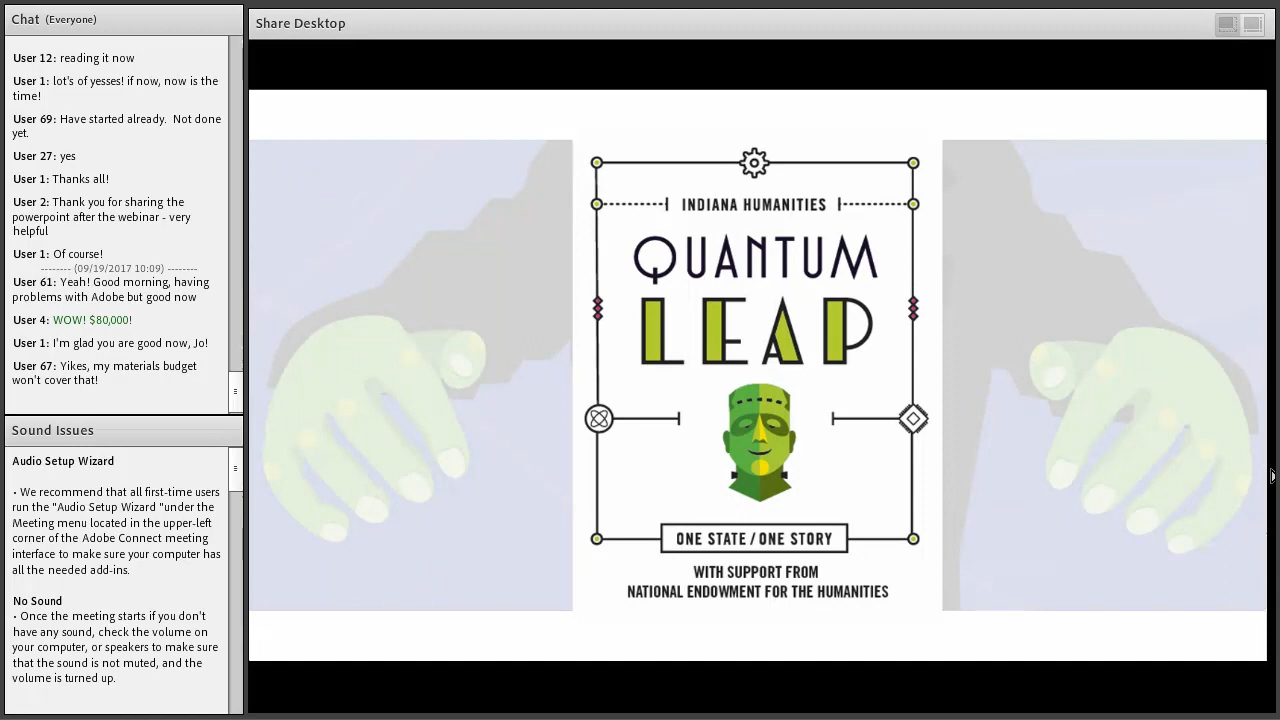 Chat (Everyone)
User 12: reading it now
User 1: lot's of yesses! if now, now is the
time!
User 69: Have started already.  Not done
yet.
User 27: yes
User 1: Thanks all!
User 2: Thank you for sharing the
powerpoint after the webinar - very
helpful
User 1: Of course!
-------- (09/19/2017 10:09) --------
User 61: Yeah! Good morning, having
problems with Adobe but good now
User 4: WOW! $80,000!
User 1: I'm glad you are good now, Jo!
User 67: Yikes, my materials budget
won't cover that!
Sound Issues
Audio Setup Wizard
• We recommend that all first-time users
run the "Audio Setup Wizard "under the
Meeting menu located in the upper-left
corner of the Adobe Connect meeting
interface to make sure your computer has
all the needed add-ins.
No Sound
• Once the meeting starts if you don't
have any sound, check the volume on
your computer, or speakers to make sure
that the sound is not muted, and the
volume is turned up.
Share Desktop
INDIANA HUMANITIES
QUANTUM
LEAP
ONE STATE / ONE STORY
WITH SUPPORT FROM
NATIONAL ENDOWMENT FOR THE HUMANITIES